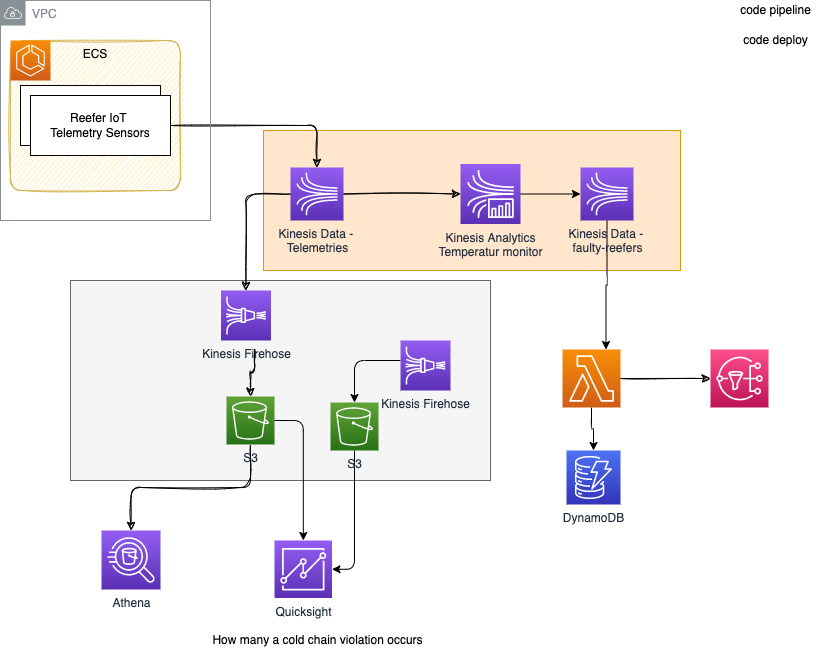 VPC
code pipeline
code deploy
ECS
Reefer IoT
Telemetry Sensors
Kinesis Data -
Telemetries
Kinesis Analytics
Temperatur monitor
Kinesis Data -
faulty-reefers
Kinesis Firehose
Kinesis Firehose
S3
S3
DynamoDB
Athena
Quicksight
How many a cold chain violation occurs